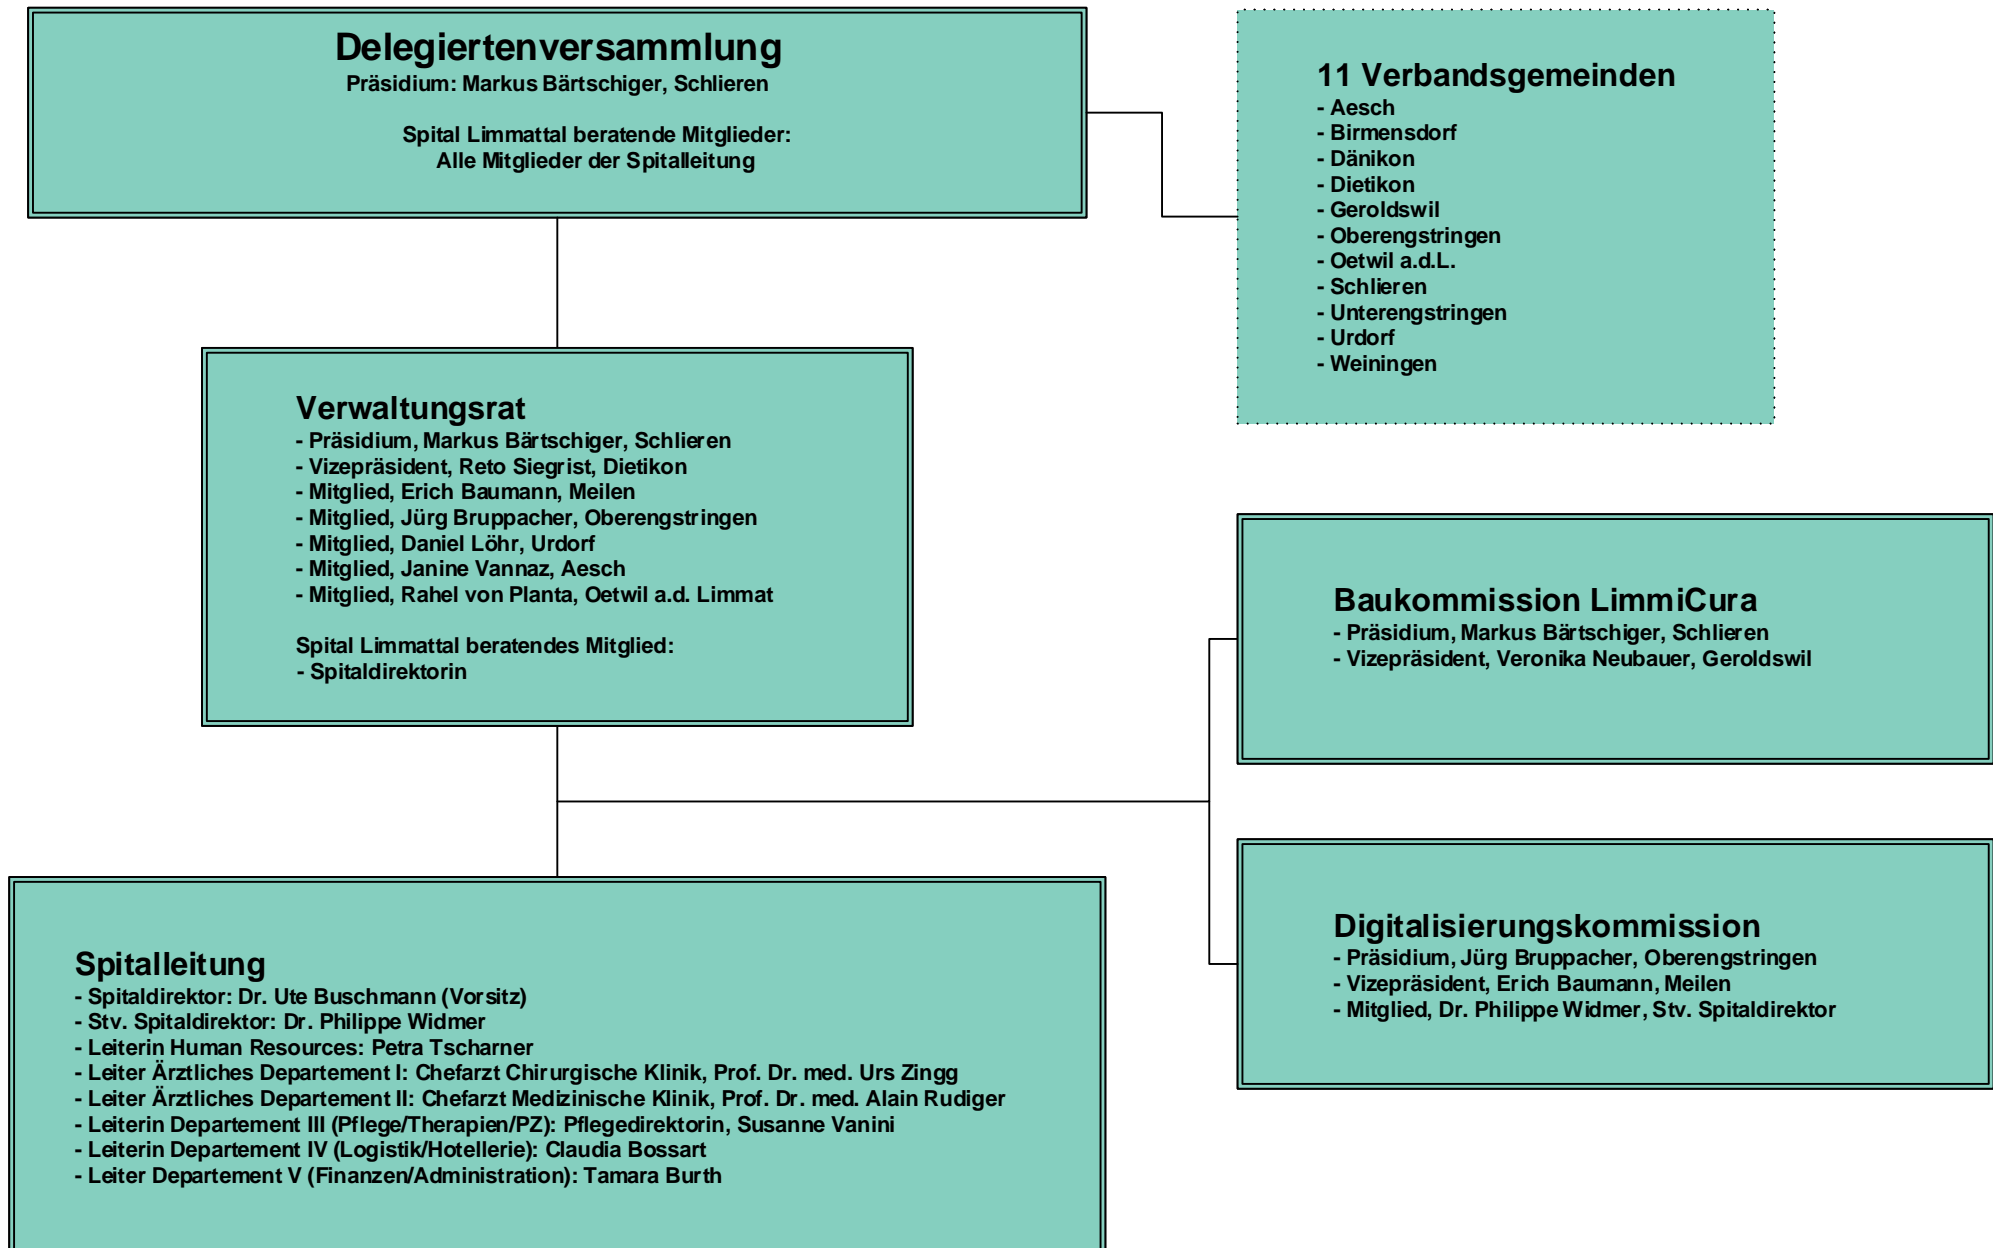 Delegiertenversammlung
Präsidium: Markus Bärtschiger, Schlieren
Spital Limmattal beratende Mitglieder:
Alle Mitglieder der Spitalleitung
11 Verbandsgemeinden
- Aesch
- Birmensdorf
- Dänikon
- Dietikon
- Geroldswil
- Oberengstringen
- Oetwil a.d.L.
- Schlieren
- Unterengstringen
- Urdorf
- Weiningen
Verwaltungsrat
- Präsidium, Markus Bärtschiger, Schlieren
- Vizepräsident, Reto Siegrist, Dietikon
- Mitglied, Erich Baumann, Meilen
- Mitglied, Jürg Bruppacher, Oberengstringen
- Mitglied, Daniel Löhr, Urdorf
- Mitglied, Janine Vannaz, Aesch
- Mitglied, Rahel von Planta, Oetwil a.d. Limmat
Spital Limmattal beratendes Mitglied:
- Spitaldirektorin
Baukommission LimmiCura
- Präsidium, Markus Bärtschiger, Schlieren
- Vizepräsident, Veronika Neubauer, Geroldswil
Digitalisierungskommission
- Präsidium, Jürg Bruppacher, Oberengstringen
- Vizepräsident, Erich Baumann, Meilen
- Mitglied, Dr. Philippe Widmer, Stv. Spitaldirektor
Spitalleitung
- Spitaldirektor: Dr. Ute Buschmann (Vorsitz)
- Stv. Spitaldirektor: Dr. Philippe Widmer
- Leiterin Human Resources: Petra Tscharner
- Leiter Ärztliches Departement I: Chefarzt Chirurgische Klinik, Prof. Dr. med. Urs Zingg
- Leiter Ärztliches Departement II: Chefarzt Medizinische Klinik, Prof. Dr. med. Alain Rudiger
- Leiterin Departement III (Pflege/Therapien/PZ): Pflegedirektorin, Susanne Vanini
- Leiterin Departement IV (Logistik/Hotellerie): Claudia Bossart
- Leiter Departement V (Finanzen/Administration): Tamara Burth